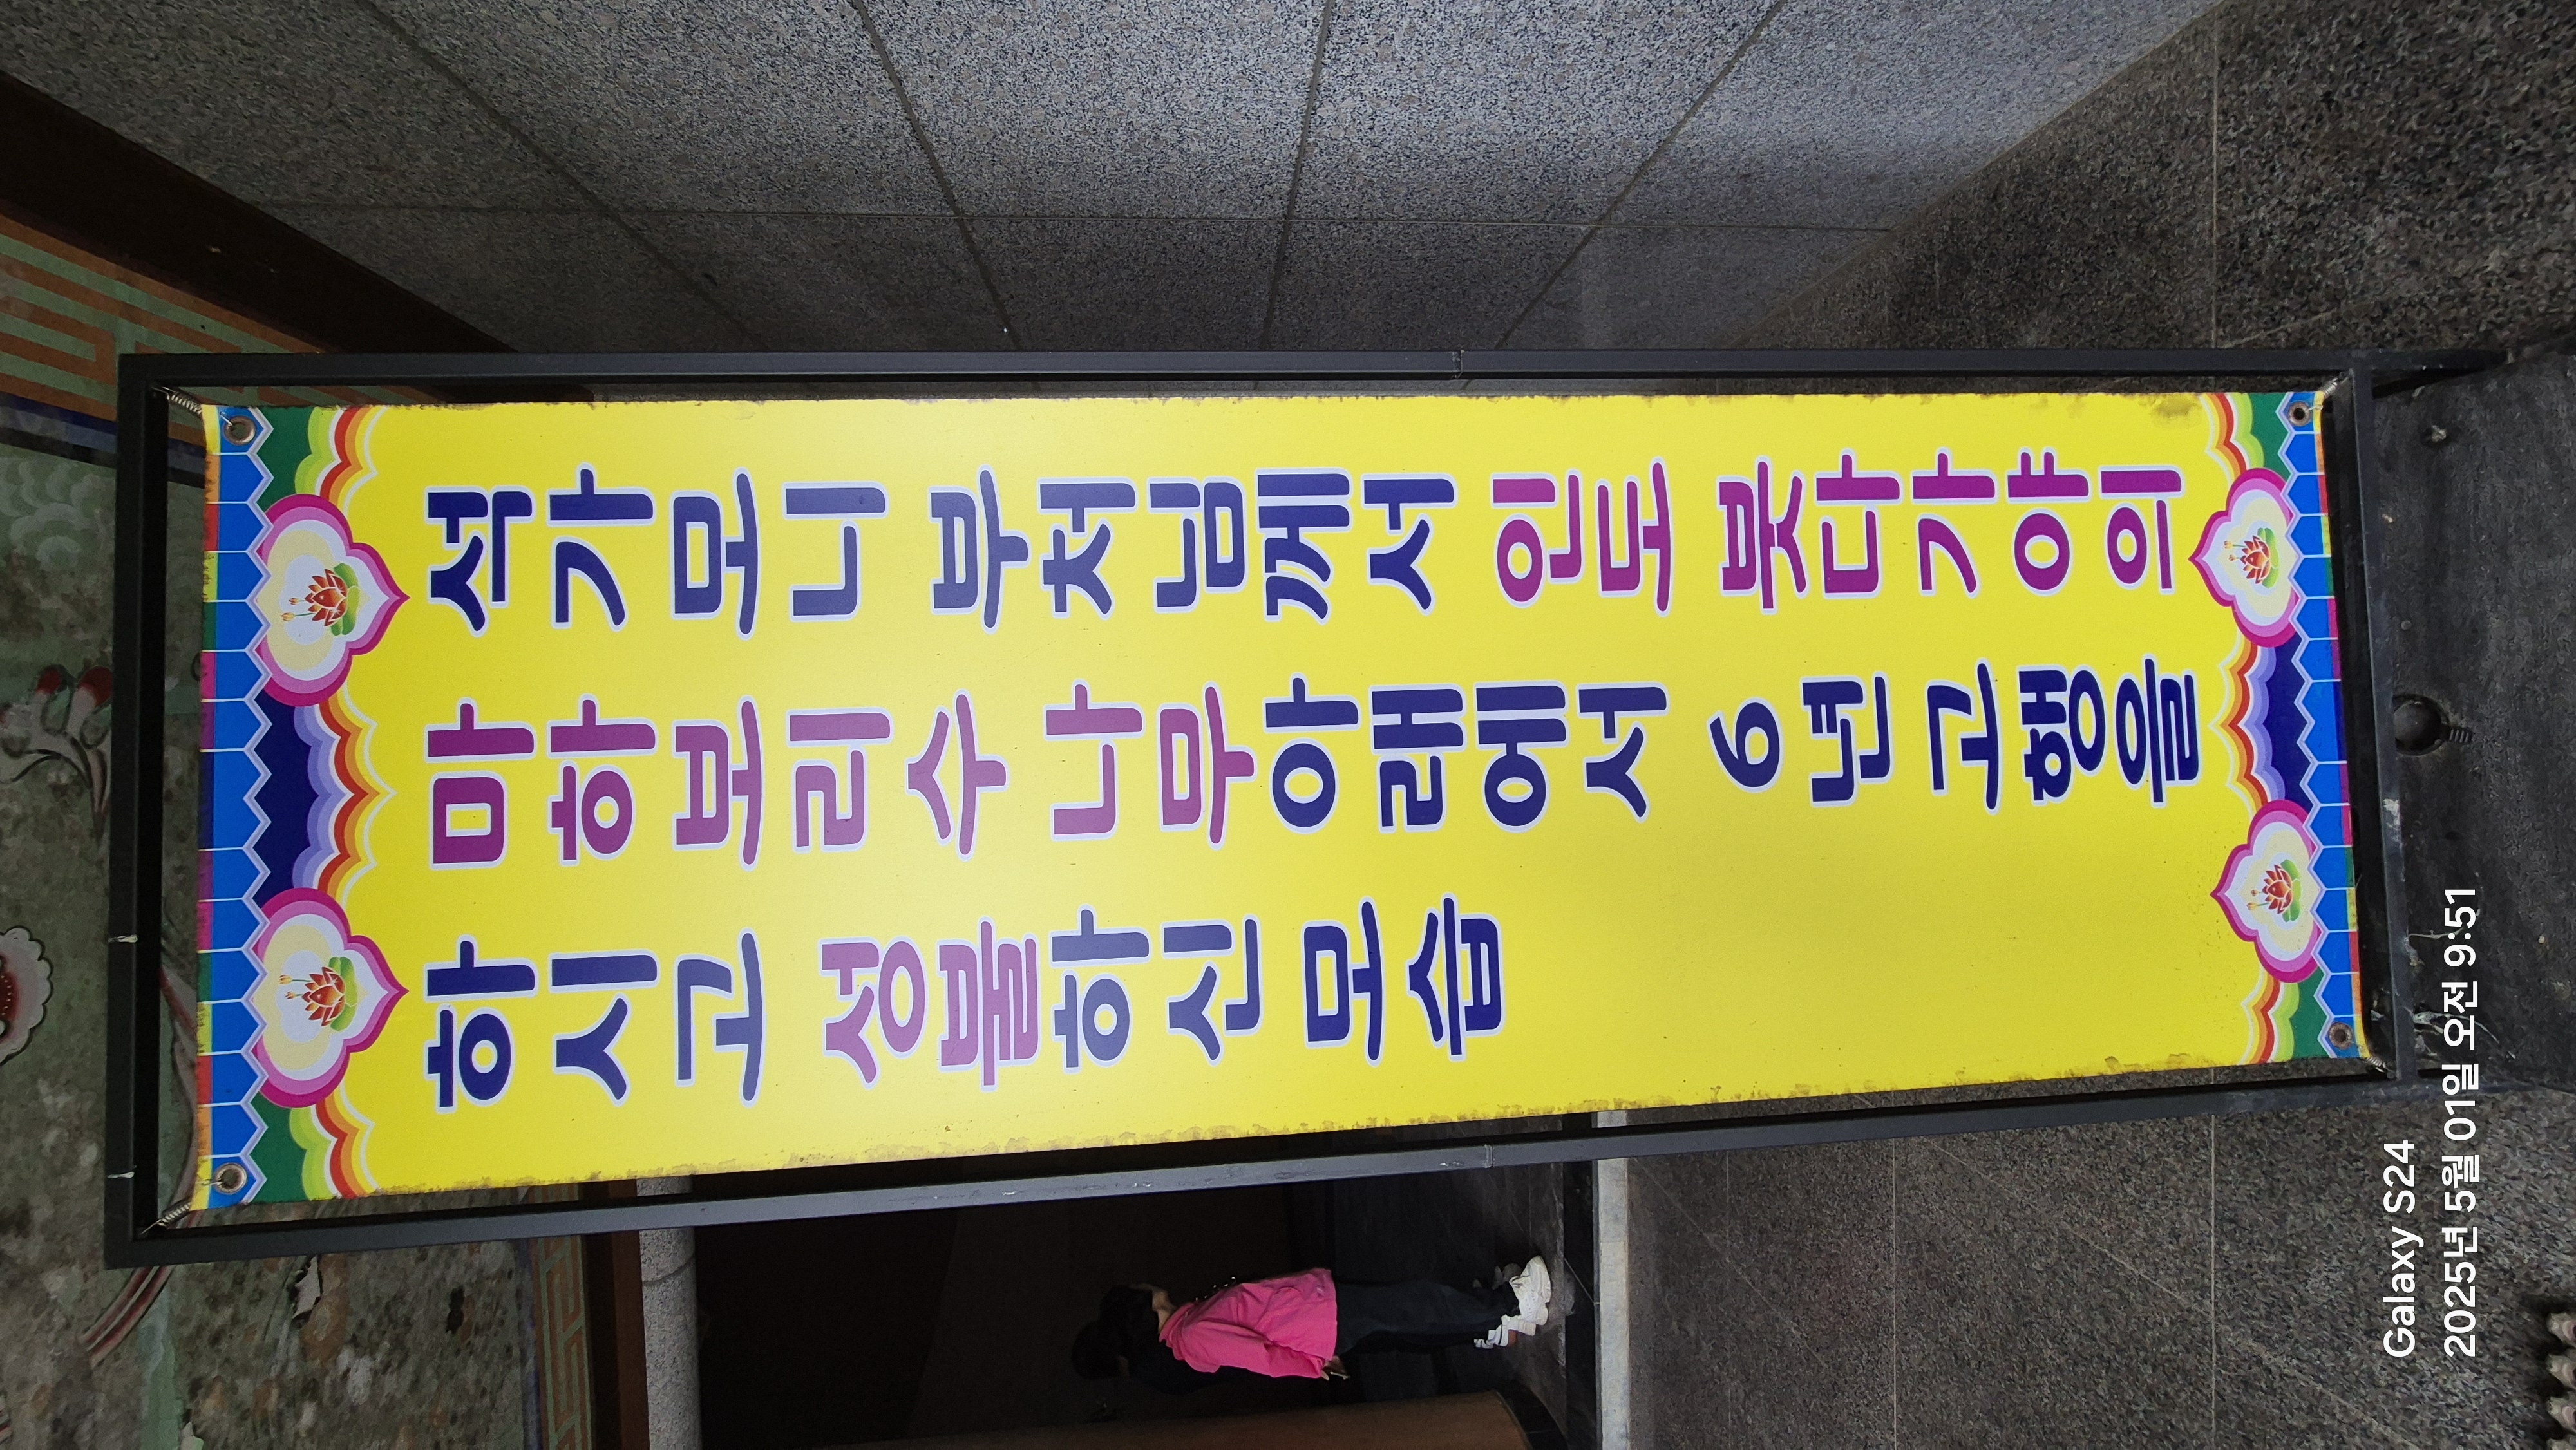 석가모니 부처님께서 인도 붓다가야의
마하보리수 나무아래에서 6년 고행을
하시고 성불하신 모습
Galaxy S24
2025년 5월 01일 오전 9:51